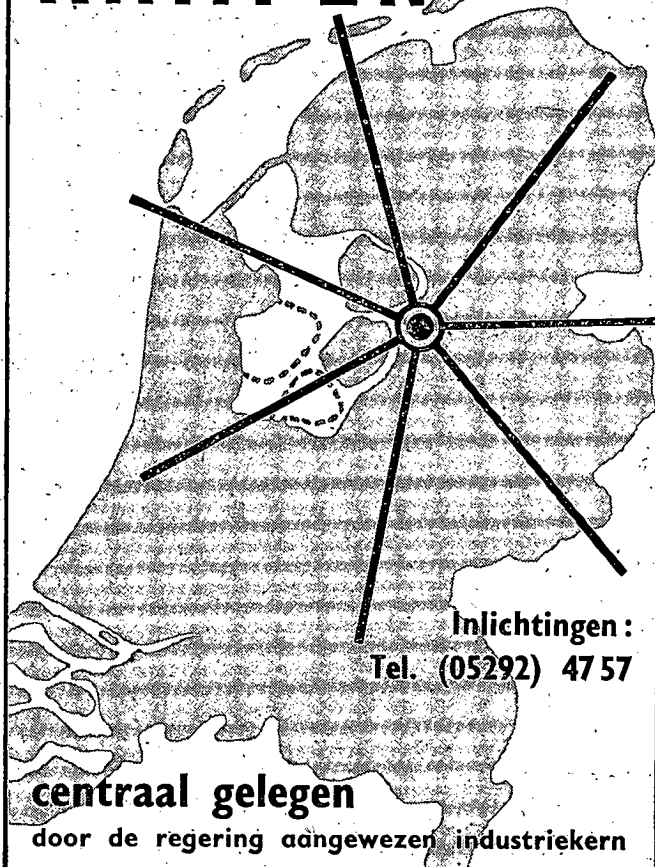 Inlichtingen :
Tel. (05292) 47 57
centraal gelegen
door de regering aangewezen industriekern